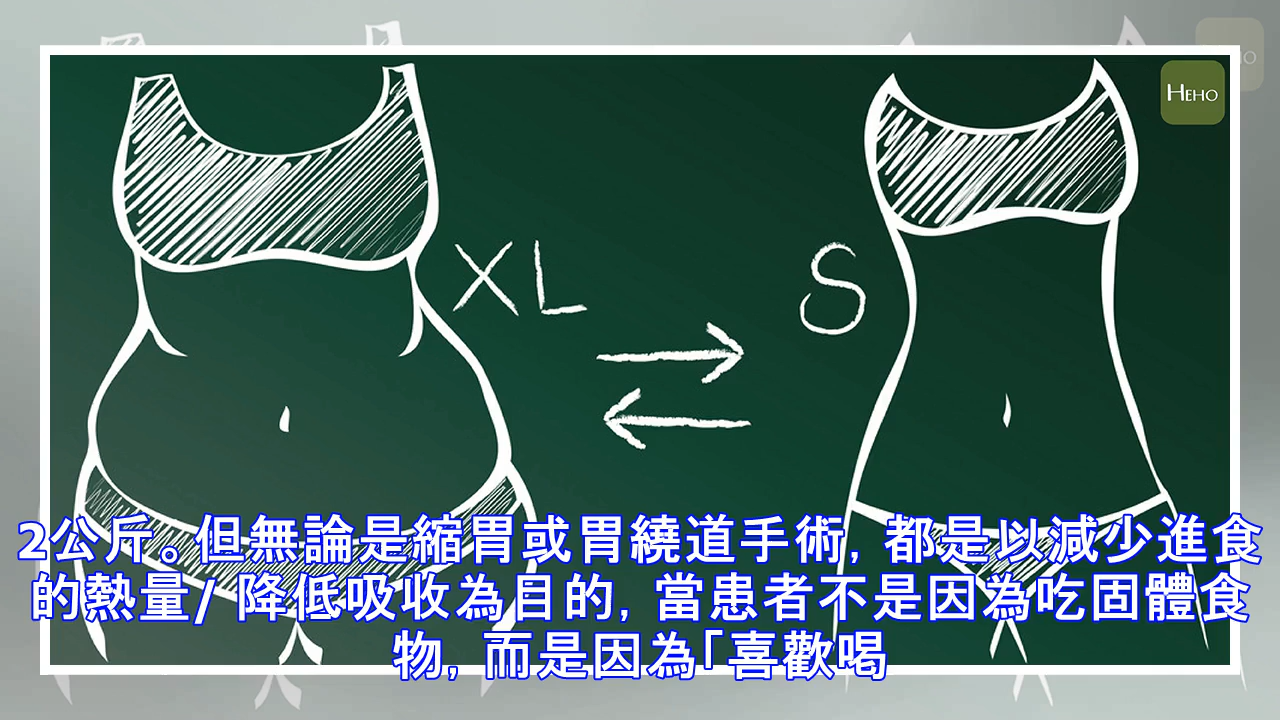 HEHO
XL
S
2公斤。但無論是縮胃或胃繞道手術, 都是以減少進食
的熱量/ 降低吸收為目的, 當患者不是因為吃固體食
物, 而是因為「喜歡喝